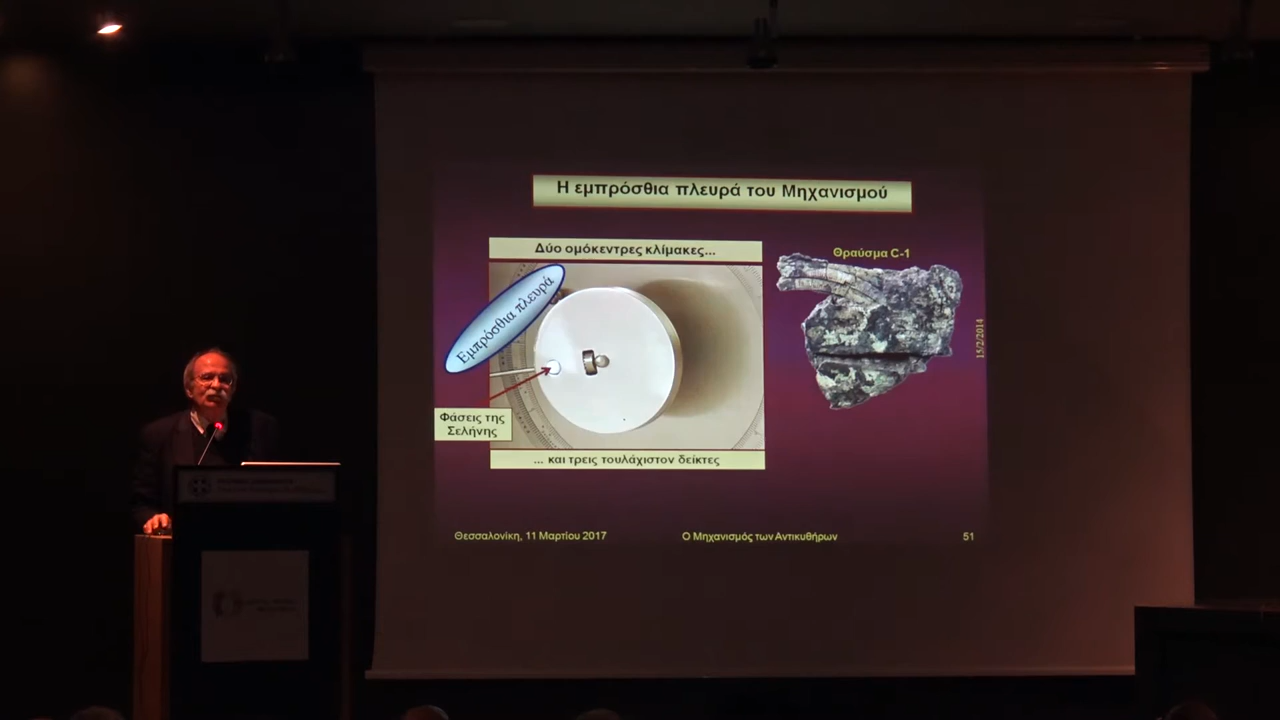 Η εμπρόσθια πλευρά του Μηχανισμού
Δύο ομόκεντρες κλίμακες...
Θραύσμα C-1
Εμπρόσθια πλευρά
15/2/2014
Φάσεις της
Σελήνης
... και τρεις τουλάχιστον δείκτες
Θεσσαλονίκη, 11 Μαρτίου 2017
Ο Μηχανισμός των Αντικυθήρων
51